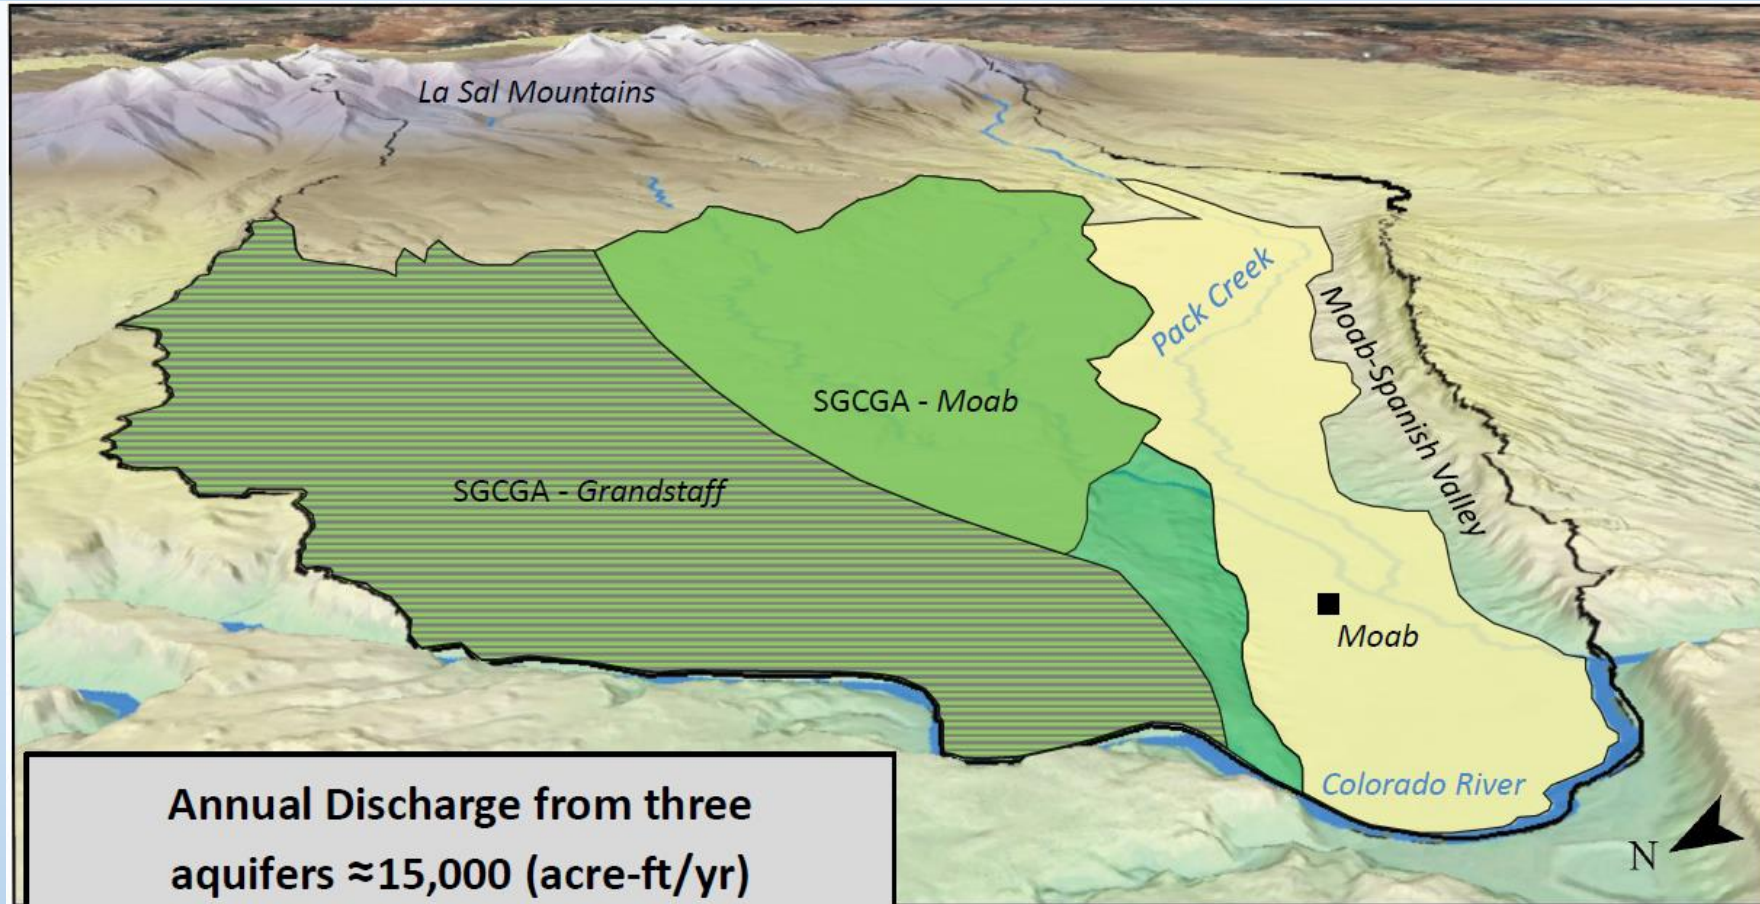 La Sal Mountains
Pack Creek
Moab-Spanish Valley
SGCGA - Moab
SGCGA - Grandstaff
Moab
Colorado River
N
Annual Discharge from three
aquifers ≈15,000 (acre-ft/yr)